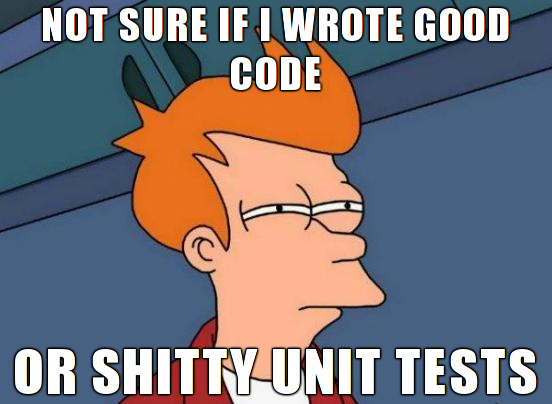 NOT SURE IF I WROTE GOOD
CODE
OR SHITTY UNIT TESTS